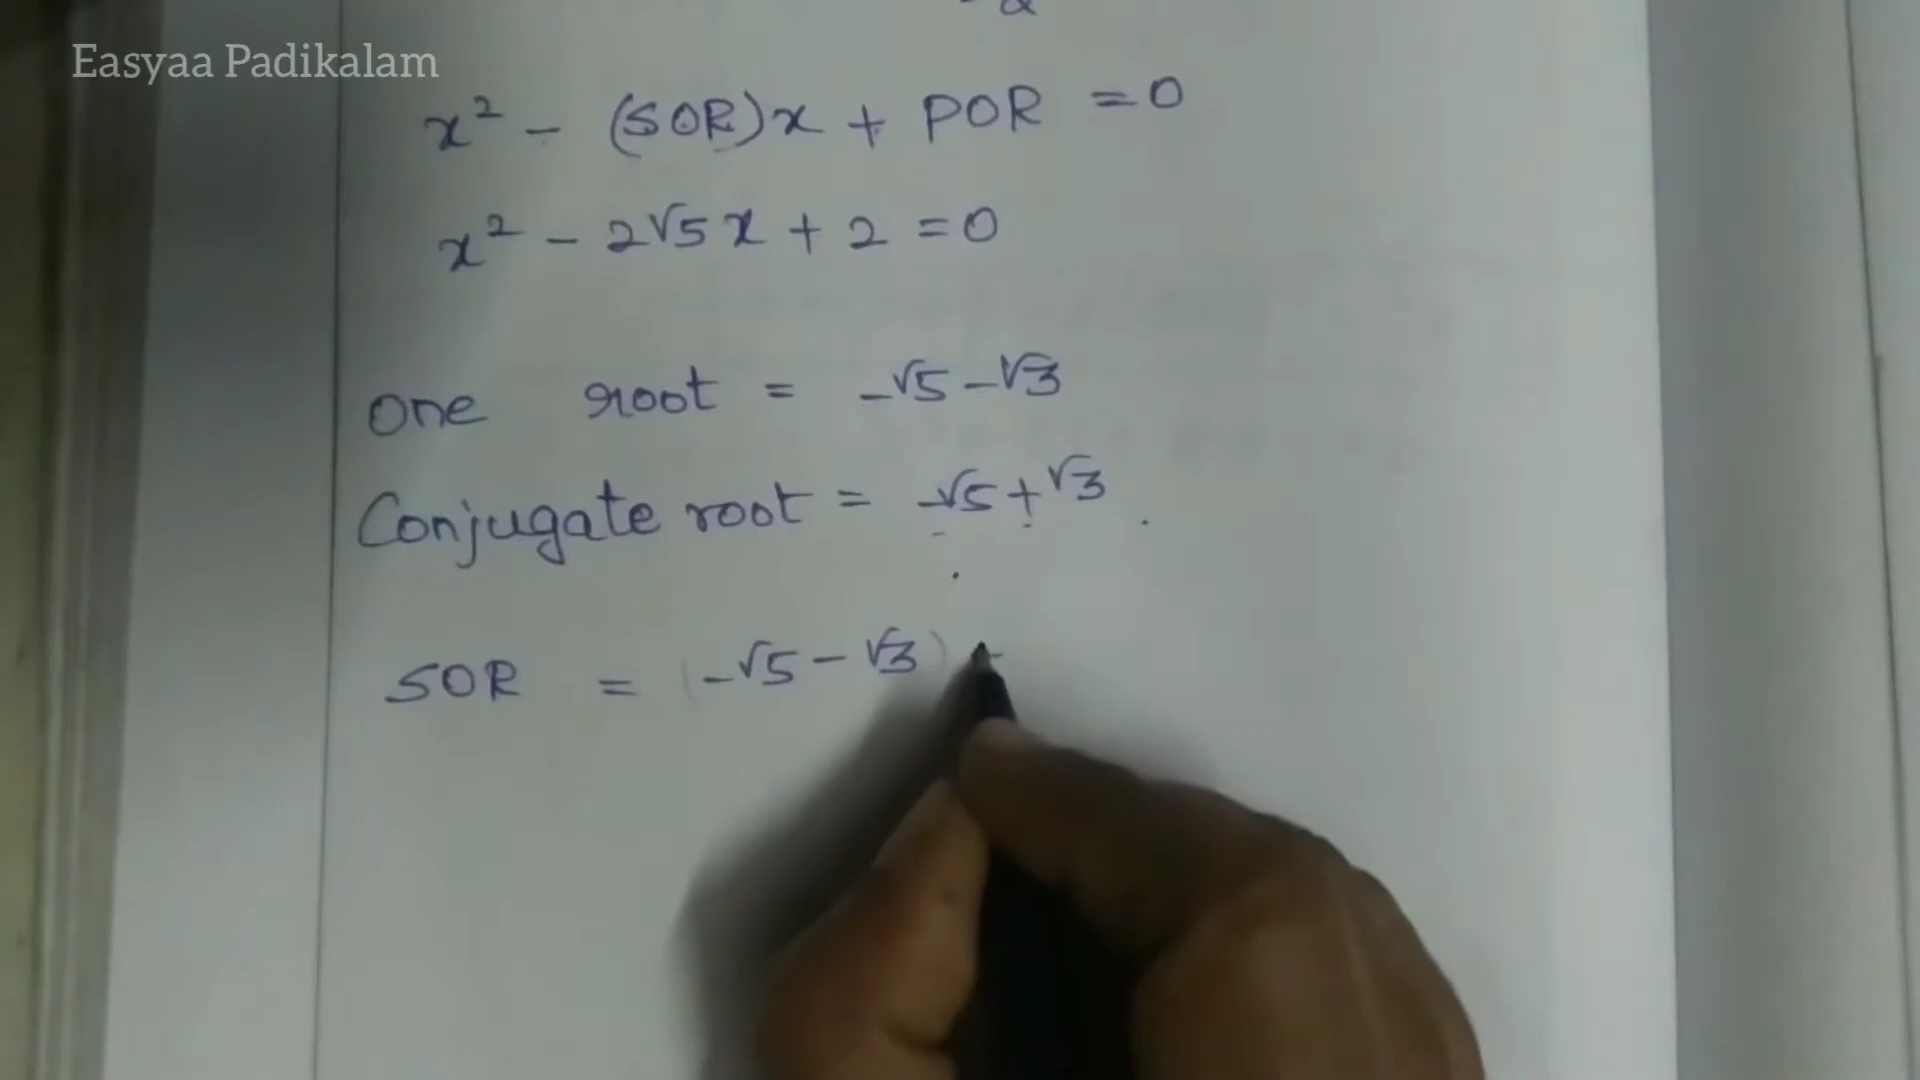 Easyaa Padikalam
x² - (SOR)x + POR = 0
x² - 2√5 x + 2 = 0
One root = -√5 - √3
Conjugate root = -√5 + √3
SOR = (-√5 - √3) +